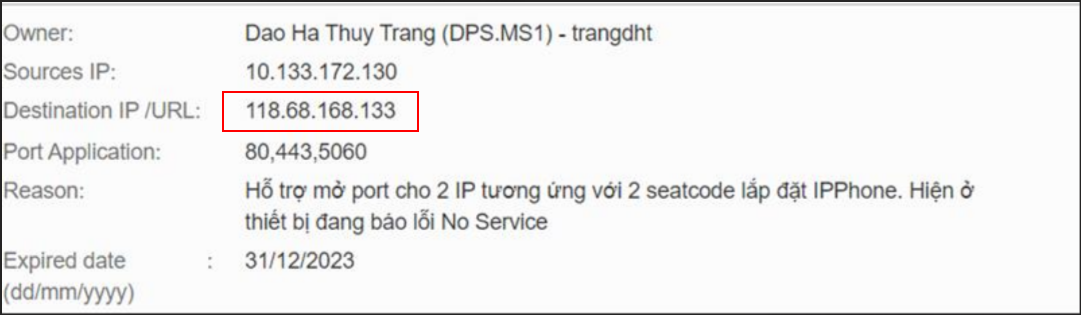 Owner: Dao Ha Thuy Trang (DPS.MS1) - trangdht
Sources IP: 10.133.172.130
Destination IP /URL: 118.68.168.133
Port Application: 80,443,5060
Reason: Hỗ trợ mở port cho 2 IP tương ứng với 2 seatcode lắp đặt IPPhone. Hiện ở
thiết bị đang báo lỗi No Service
Expired date : 31/12/2023
(dd/mm/yyyy)